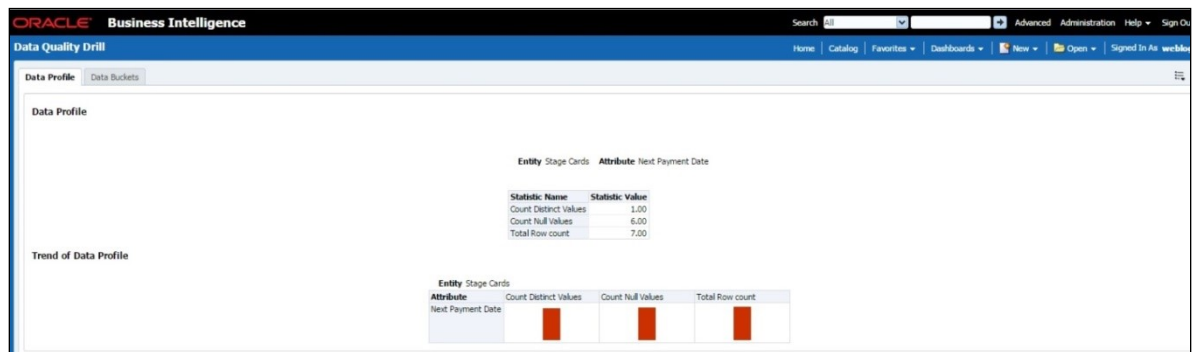 ORACLE Business Intelligence Search All Advanced Administration Help Sign Ou
Data Quality Drill Home Catalog Favorites Dashboards New Open Signed In As weblo
Data Profile Data Buckets
Data Profile
Entity Stage Cards Attribute Next Payment Date
Statistic Name Statistic Value
Count Distinct Values 1.00
Count Null Values 6.00
Total Row count 7.00
Trend of Data Profile
Entity Stage Cards
Attribute Count Distinct Values Count Null Values Total Row count
Next Payment Date